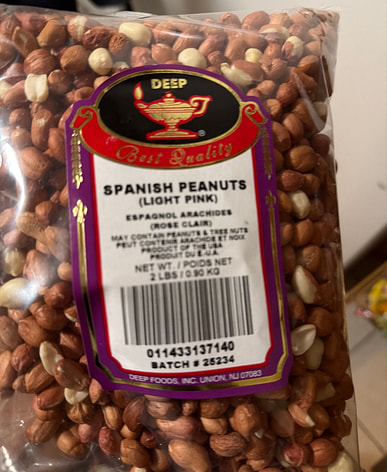 DEEP
®
Best Quality
SPANISH PEANUTS
(LIGHT PINK)
ESPAGNOL ARACHIDES
(ROSE CLAIR)
MAY CONTAIN PEANUTS & TREE NUTS
PEUT CONTENIR ARACHIDE ET NOIX
PRODUCT OF THE USA
PRODUIT DU E.-U.A.
NET WT. / POIDS NET
2 LBS / 0.90 KG
011433137140
BATCH # 25234
DEEP FOODS, INC. UNION, NJ 07083